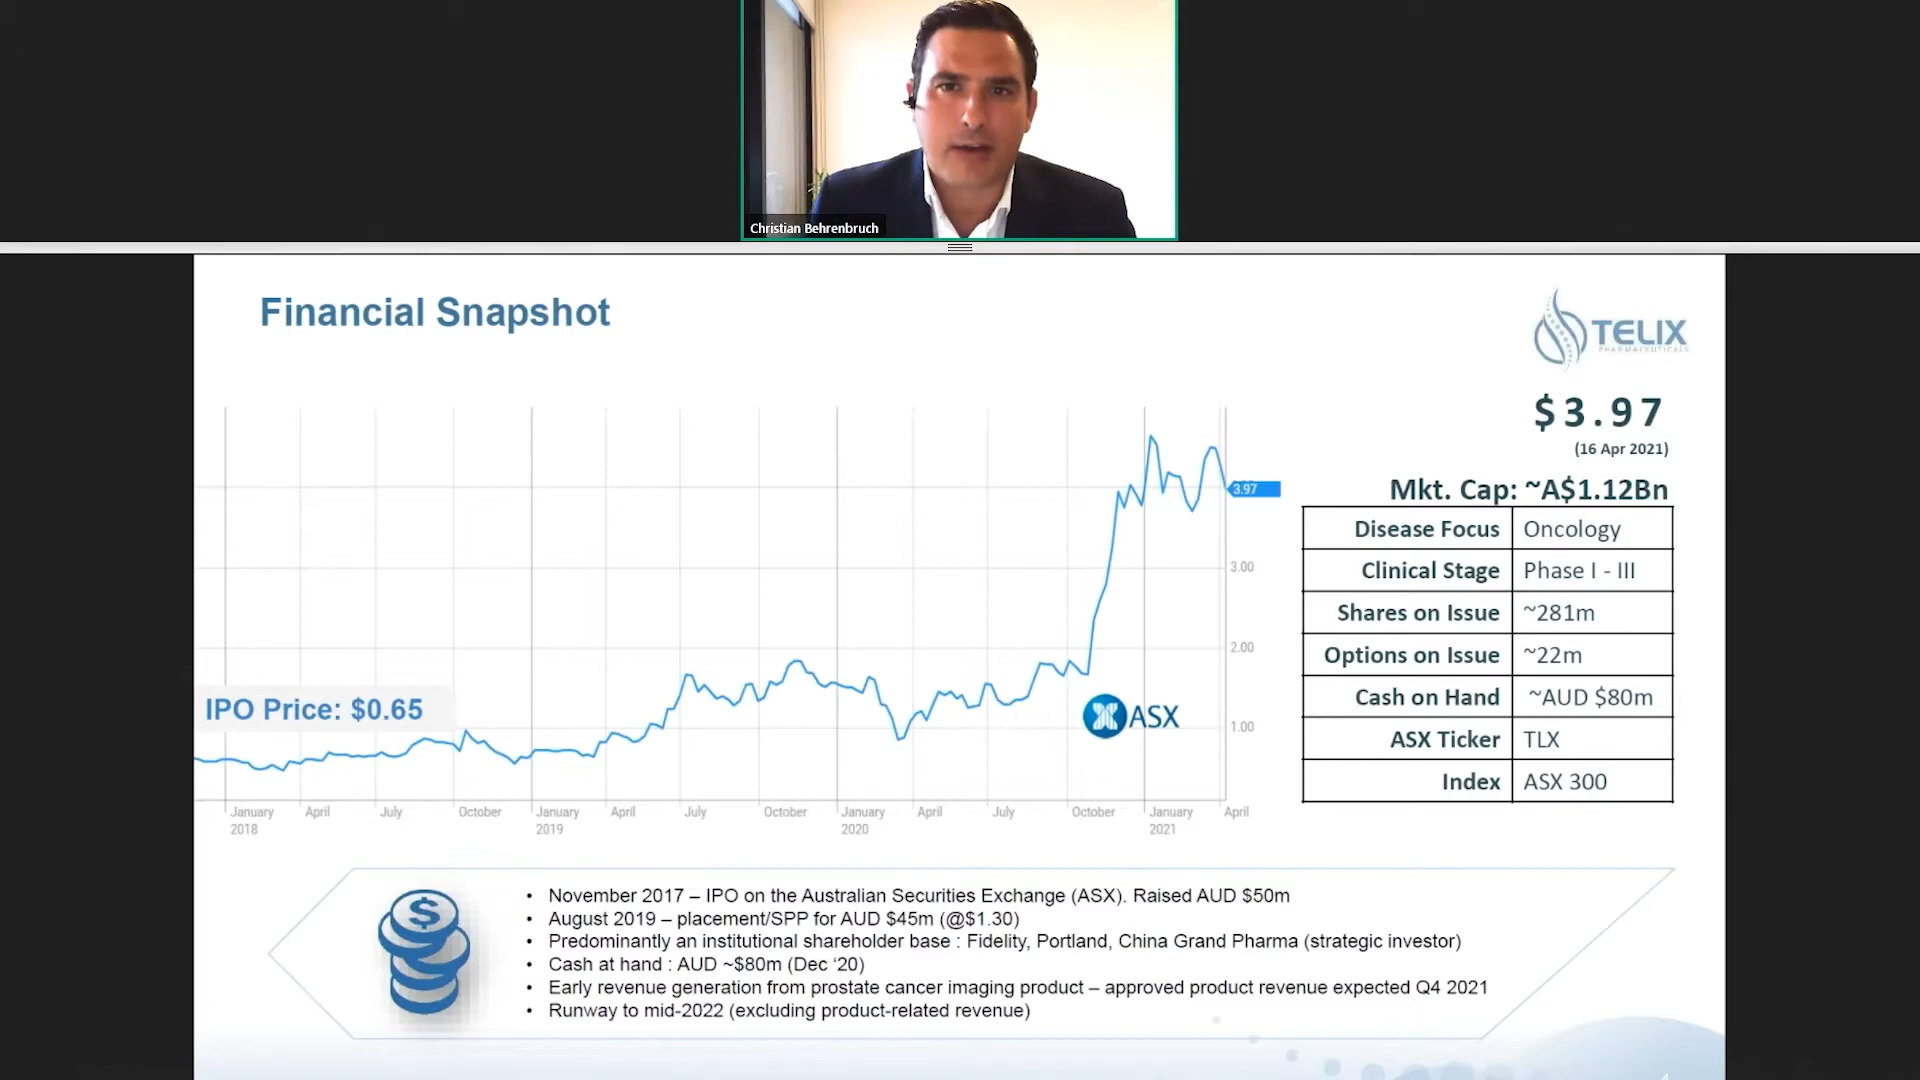 Christian Behrenbruch
Financial Snapshot
TELIX
PHARMACEUTICALS
$3.97
(16 Apr 2021)
Mkt. Cap: ~A$1.12Bn
Disease Focus Oncology
Clinical Stage Phase I - III
Shares on Issue ~281m
Options on Issue ~22m
Cash on Hand ~AUD $80m
ASX Ticker TLX
Index ASX 300
3.97
3.00
2.00
1.00
IPO Price: $0.65
ASX
January April July October January April July October January April July October January April
2018 2019 2020 2021
$
• November 2017 – IPO on the Australian Securities Exchange (ASX). Raised AUD $50m
• August 2019 – placement/SPP for AUD $45m (@$1.30)
• Predominantly an institutional shareholder base : Fidelity, Portland, China Grand Pharma (strategic investor)
• Cash at hand : AUD ~$80m (Dec ‘20)
• Early revenue generation from prostate cancer imaging product – approved product revenue expected Q4 2021
• Runway to mid-2022 (excluding product-related revenue)